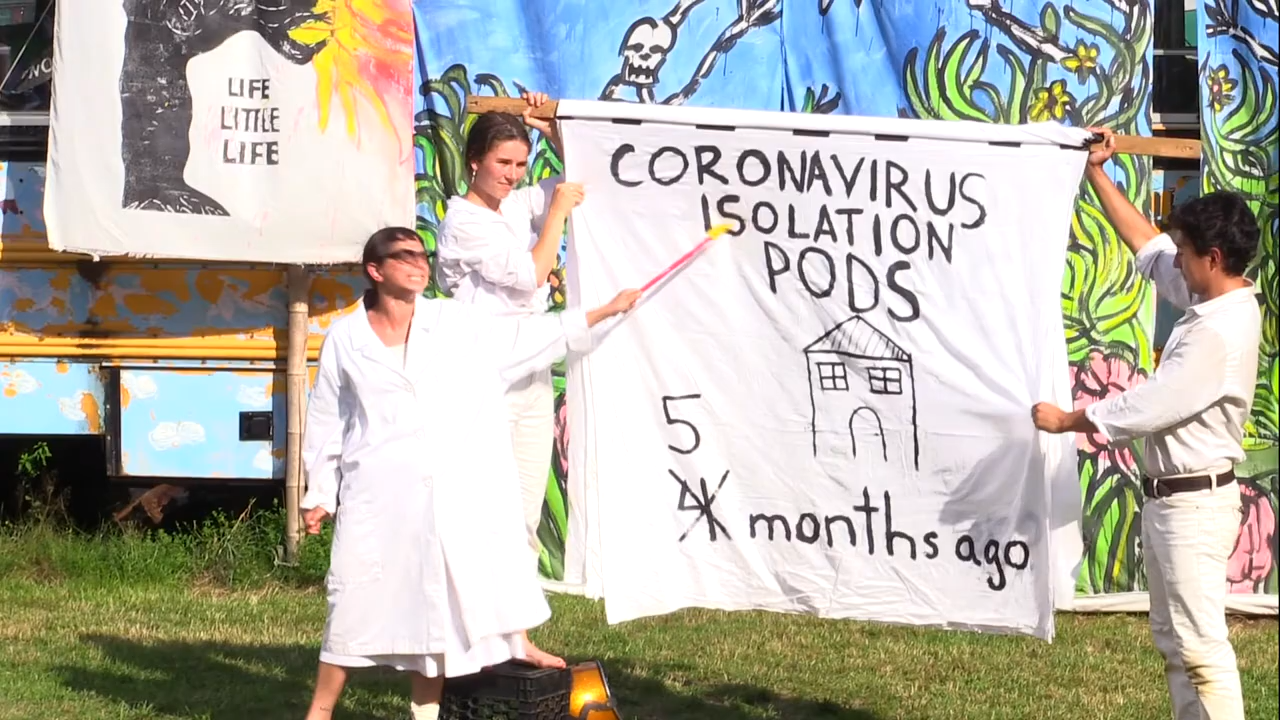 LIFE
LITTLE
LIFE
CORONAVIRUS
ISOLATION
PODS
5
4 months ago